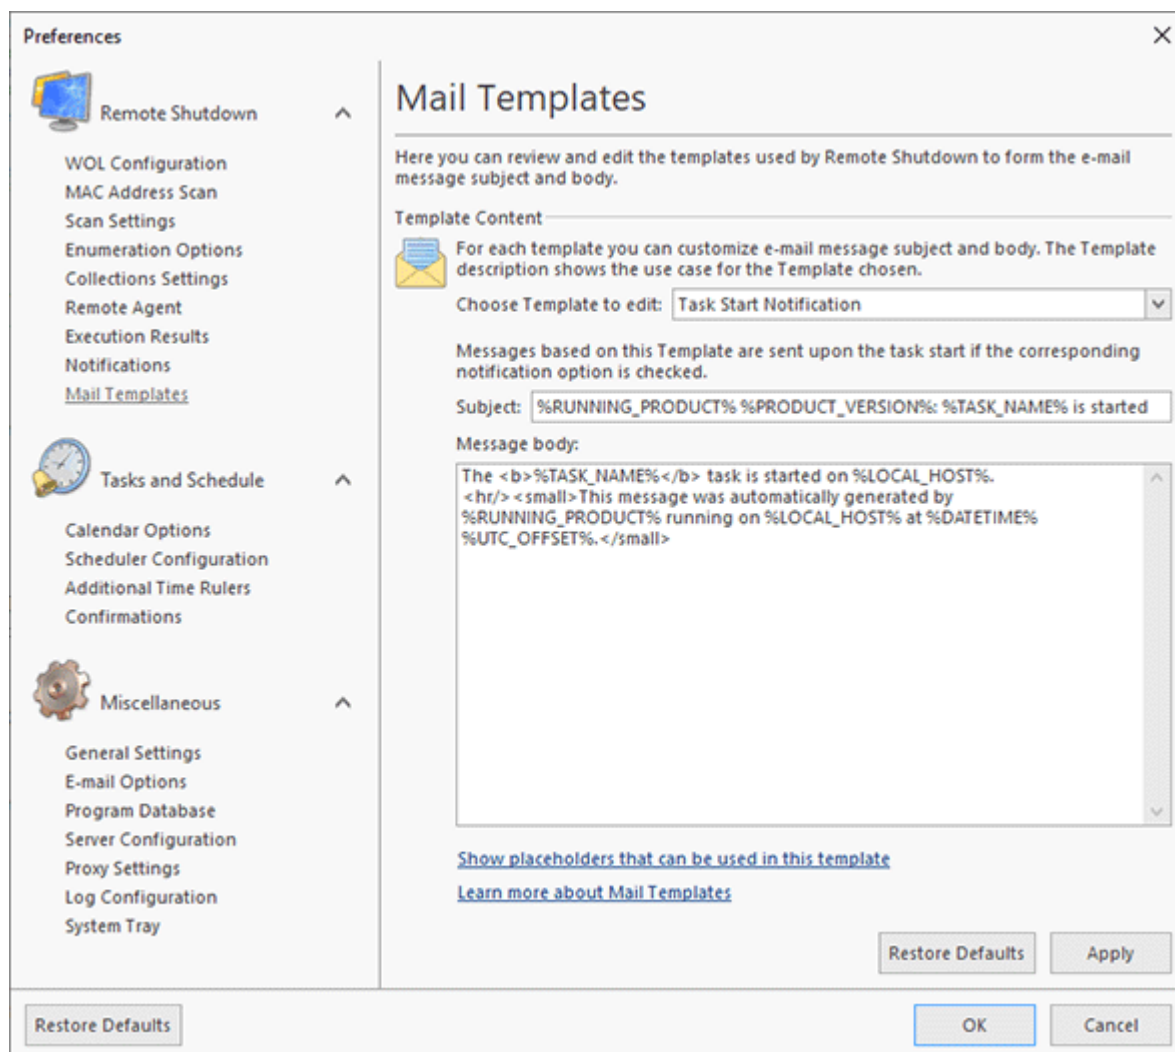 Preferences
Remote Shutdown
WOL Configuration
MAC Address Scan
Scan Settings
Enumeration Options
Collections Settings
Remote Agent
Execution Results
Notifications
Mail Templates
Tasks and Schedule
Calendar Options
Scheduler Configuration
Additional Time Rulers
Confirmations
Miscellaneous
General Settings
E-mail Options
Program Database
Server Configuration
Proxy Settings
Log Configuration
System Tray
Mail Templates
Here you can review and edit the templates used by Remote Shutdown to form the e-mail
message subject and body.
Template Content
For each template you can customize e-mail message subject and body. The Template
description shows the use case for the Template chosen.
Choose Template to edit: Task Start Notification
Messages based on this Template are sent upon the task start if the corresponding
notification option is checked.
Subject: %RUNNING_PRODUCT% %PRODUCT_VERSION%: %TASK_NAME% is started
Message body:
The <b>%TASK_NAME%</b> task is started on %LOCAL_HOST%.
<hr/><small>This message was automatically generated by
%RUNNING_PRODUCT% running on %LOCAL_HOST% at %DATETIME%
%UTC_OFFSET%.</small>
Show placeholders that can be used in this template
Learn more about Mail Templates
Restore Defaults Apply
Restore Defaults OK Cancel